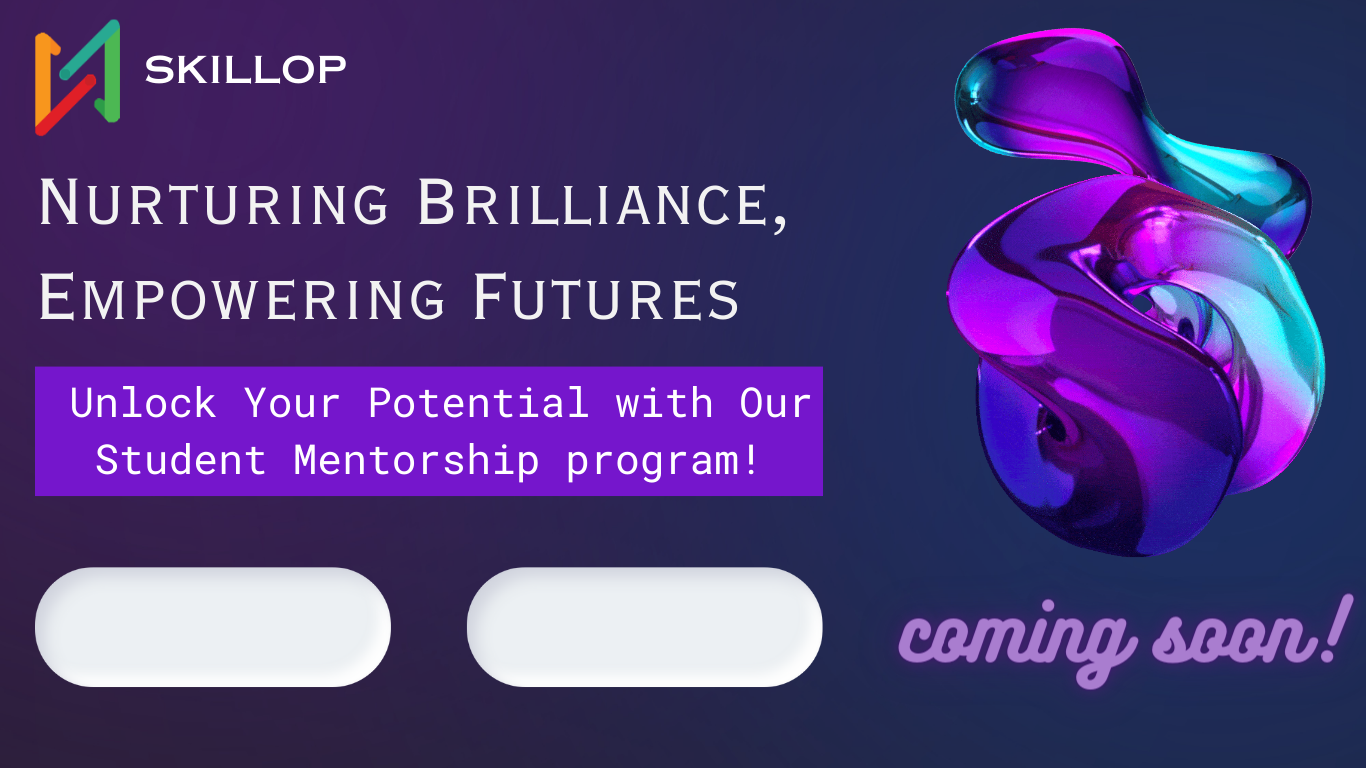 SKILLOP
Nurturing Brilliance,
Empowering Futures
Unlock Your Potential with Our
Student Mentorship program!
coming soon!